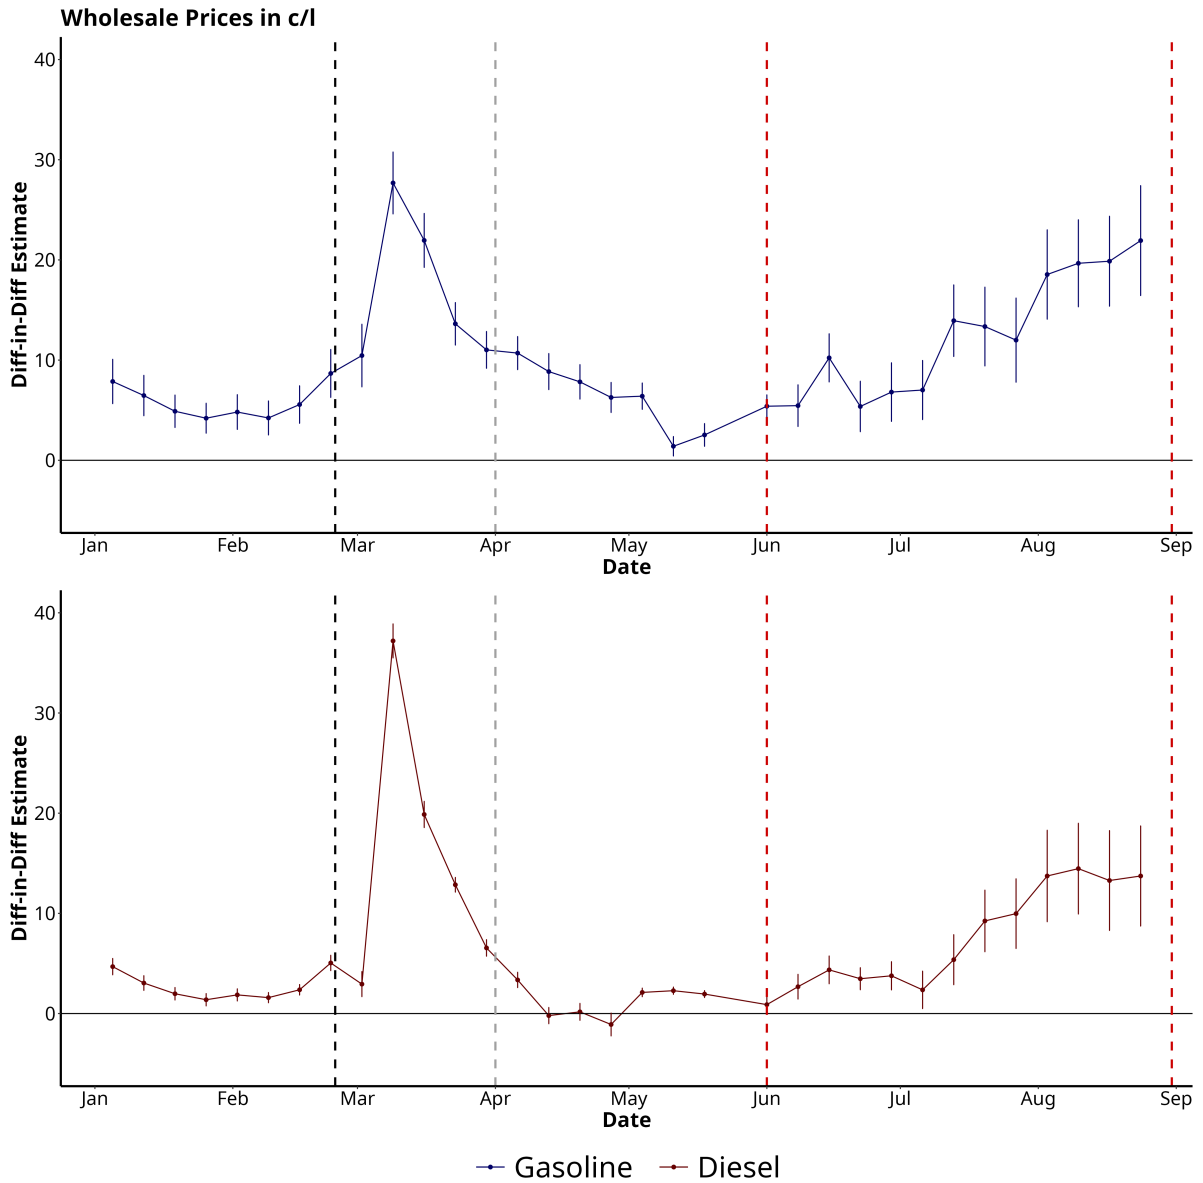 Wholesale Prices in c/l
Diff-in-Diff Estimate
40
30
20
10
0
Jan Feb Mar Apr May Jun Jul Aug Sep
Date
Diff-in-Diff Estimate
40
30
20
10
0
Jan Feb Mar Apr May Jun Jul Aug Sep
Date
Gasoline Diesel